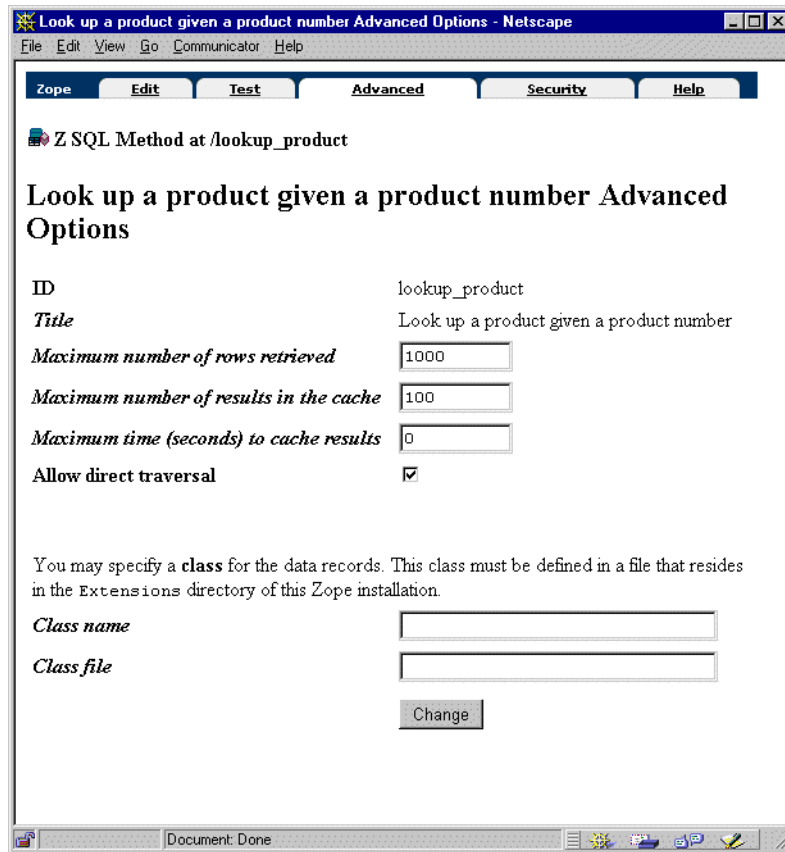 Look up a product given a product number Advanced Options - Netscape
File Edit View Go Communicator Help
Zope Edit Test Advanced Security Help
Z SQL Method at /lookup_product
Look up a product given a product number Advanced
Options
ID lookup_product
Title Look up a product given a product number
Maximum number of rows retrieved 1000
Maximum number of results in the cache 100
Maximum time (seconds) to cache results 0
Allow direct traversal
You may specify a class for the data records. This class must be defined in a file that resides
in the Extensions directory of this Zope installation.
Class name
Class file
Change
Document: Done